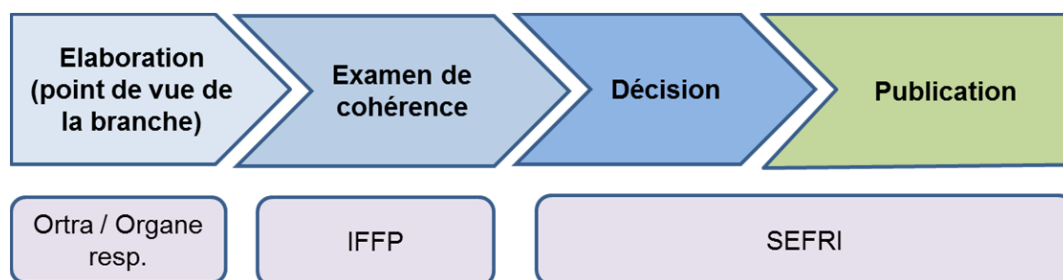 Elaboration
(point de vue de
la branche)
Examen de
cohérence
Décision
Publication
Ortra / Organe
resp.
IFFP
SEFRI